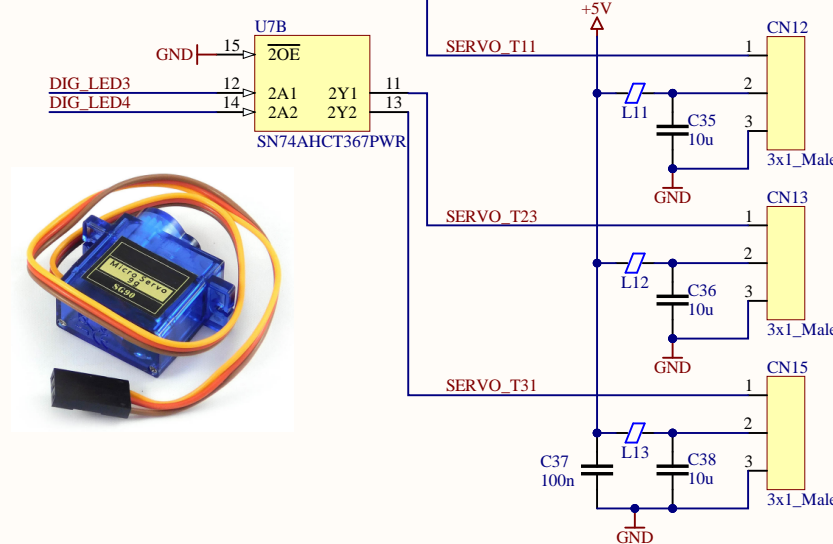 +5V
U7B
CN12
GND
15
2OE
SERVO_T11
1
DIG_LED3
12
2A1
2Y1
11
2
DIG_LED4
14
2A2
2Y2
13
L11
C35
10u
3
SN74AHCT367PWR
3x1_Male
GND
CN13
SERVO_T23
1
2
Micro Servo
9g
SG90
L12
C36
10u
3
3x1_Male
GND
CN15
SERVO_T31
1
2
L13
C37
100n
C38
10u
3
3x1_Male
GND